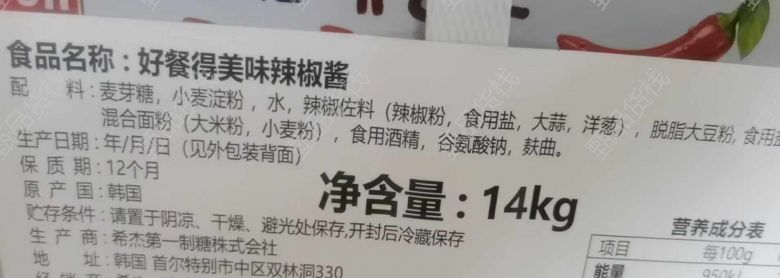 食品名称：好餐得美味辣椒酱
配 料：麦芽糖，小麦淀粉，水，辣椒佐料（辣椒粉，食用盐，大蒜，洋葱），脱脂大豆粉，食用盐
混合面粉（大米粉，小麦粉），食用酒精，谷氨酸钠，麸曲。
生产日期：年/月/日（见外包装背面）
保 质 期：12个月
原 产 国：韩国
净含量：14kg
贮存条件：请置于阴凉、干燥、避光处保存,开封后冷藏保存
生 产 商：希杰第一制糖株式会社
地 址：韩国 首尔特别市中区双林洞330
营养成分表
项目 每100g
能量 950kJ